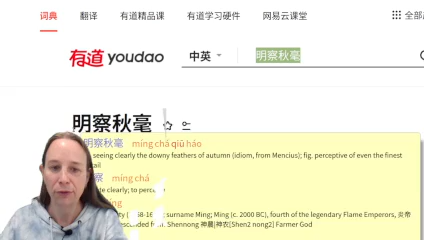 词典 翻译 有道精品课 有道学习硬件 网易云课堂 全部
有道 youdao 中英 明察秋毫
明察秋毫
明察秋毫 míng chá qiū háo
seeing clearly the downy feathers of autumn (idiom, from Mencius); fig. perceptive of even the finest
察 míng chá
clearly; to
surname Ming; Ming (c. 2000 BC), fourth of the legendary Flame Emperors, 炎帝
Shennong 神農|神农[Shen2 nong2] Farmer God